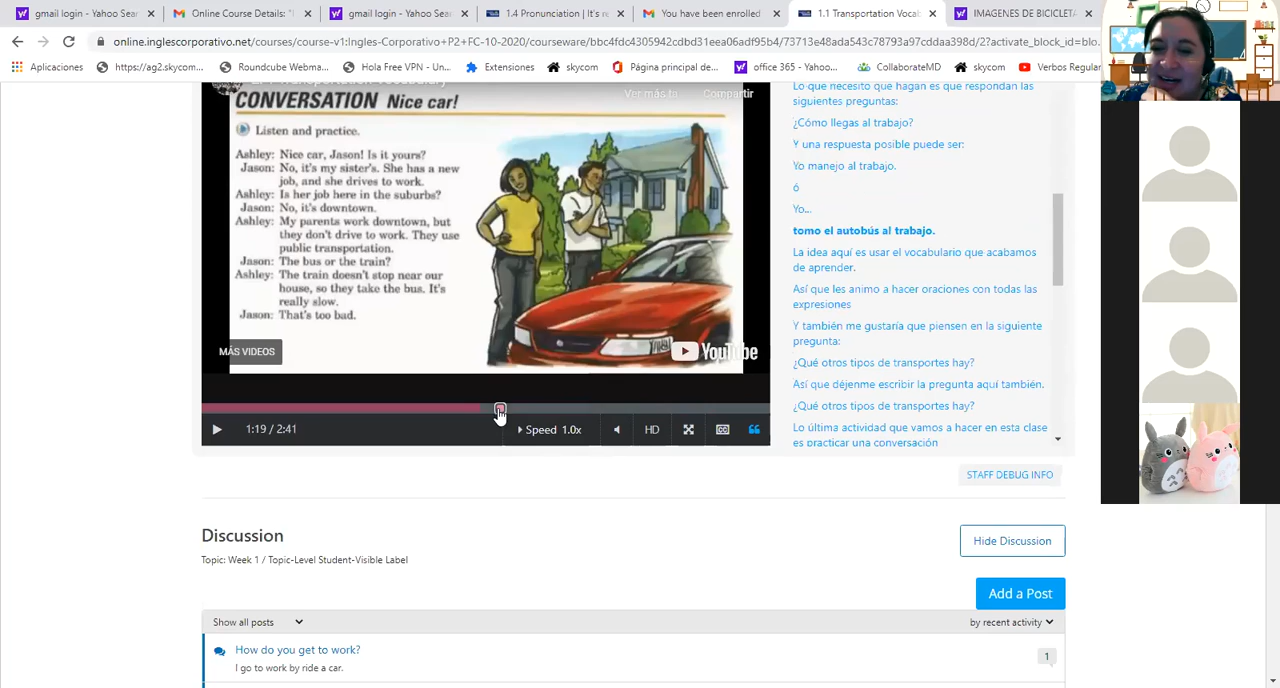 gmail login - Yahoo Sear
Online Course Details: "
gmail login - Yahoo Sear
1.4 Pronunciation | It's re
You have been enrolled
1.1 Transportation Vocab
IMAGENES DE BICICLETA
online.inglescorporativo.net/courses/course-v1:Ingles-Corporativo+P2+FC-10-2020/courseware/bbc4fdc4305942cdbd31eea06adf95b4/73713e48ada543c78793a97cddaa398d/2?activate_block_id=blo...
Aplicaciones
https://ag2.skycom...
Roundcube Webma...
Hola Free VPN - Un...
Extensiones
skycom
Página principal de...
office 365 - Yahoo...
CollaborateMD
skycom
Verbos Regular
Ver más ta
Compartir
CONVERSATION Nice car!
Listen and practice.
Ashley: Nice car, Jason! Is it yours?
Jason: No, it's my sister's. She has a new
job, and she drives to work.
Ashley: Is her job here in the suburbs?
Jason: No, it's downtown.
Ashley: My parents work downtown, but
they don't drive to work. They use
public transportation.
Jason: The bus or the train?
Ashley: The train doesn't stop near our
house, so they take the bus. It's
really slow.
Jason: That's too bad.
MÁS VIDEOS
YouTube
1:19 / 2:41
Speed 1.0x
HD
Lo que necesito que hagan es que respondan las
siguientes preguntas:
¿Cómo llegas al trabajo?
Y una respuesta posible puede ser:
Yo manejo al trabajo.
ó
Yo...
tomo el autobús al trabajo.
La idea aquí es usar el vocabulario que acabamos
de aprender.
Así que les animo a hacer oraciones con todas las
expresiones
Y también me gustaría que piensen en la siguiente
pregunta:
¿Qué otros tipos de transportes hay?
Así que déjenme escribir la pregunta aquí también.
¿Qué otros tipos de transportes hay?
Lo última actividad que vamos a hacer en esta clase
es practicar una conversación
STAFF DEBUG INFO
Discussion
Hide Discussion
Topic: Week 1 / Topic-Level Student-Visible Label
Add a Post
Show all posts
by recent activity
How do you get to work?
I go to work by ride a car.
1